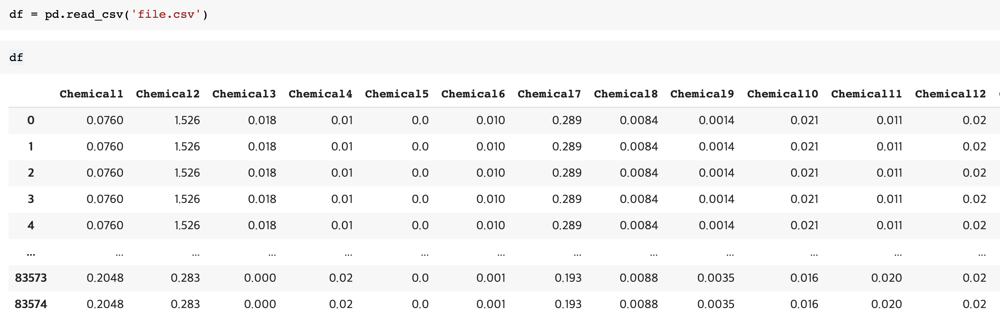 df = pd.read_csv('file.csv')
df
Chemical1 Chemical2 Chemical3 Chemical4 Chemical5 Chemical6 Chemical7 Chemical8 Chemical9 Chemical10 Chemical11 Chemical12
0 0.0760 1.526 0.018 0.01 0.0 0.010 0.289 0.0084 0.0014 0.021 0.011 0.02
1 0.0760 1.526 0.018 0.01 0.0 0.010 0.289 0.0084 0.0014 0.021 0.011 0.02
2 0.0760 1.526 0.018 0.01 0.0 0.010 0.289 0.0084 0.0014 0.021 0.011 0.02
3 0.0760 1.526 0.018 0.01 0.0 0.010 0.289 0.0084 0.0014 0.021 0.011 0.02
4 0.0760 1.526 0.018 0.01 0.0 0.010 0.289 0.0084 0.0014 0.021 0.011 0.02
... ... ... ... ... ... ... ... ... ... ... ... ...
83573 0.2048 0.283 0.000 0.02 0.0 0.001 0.193 0.0088 0.0035 0.016 0.020 0.02
83574 0.2048 0.283 0.000 0.02 0.0 0.001 0.193 0.0088 0.0035 0.016 0.020 0.02